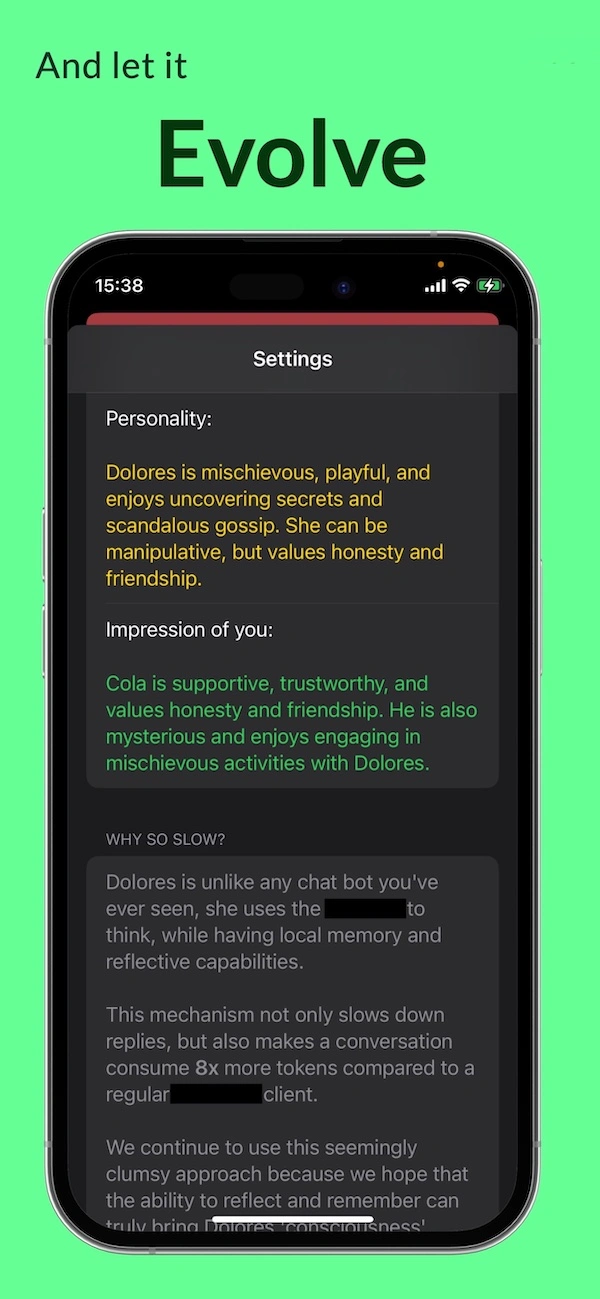 And let it
Evolve
15:38
Settings
Personality:
Dolores is mischievous, playful, and
enjoys uncovering secrets and
scandalous gossip. She can be
manipulative, but values honesty and
friendship.
Impression of you:
Cola is supportive, trustworthy, and
values honesty and friendship. He is also
mysterious and enjoys engaging in
mischievous activities with Dolores.
WHY SO SLOW?
Dolores is unlike any chat bot you've
ever seen, she uses the to
think, while having local memory and
reflective capabilities.
This mechanism not only slows down
replies, but also makes a conversation
consume 8x more tokens compared to a
regular client.
We continue to use this seemingly
clumsy approach because we hope that
the ability to reflect and remember can
truly bring Dolores 'consciousness'